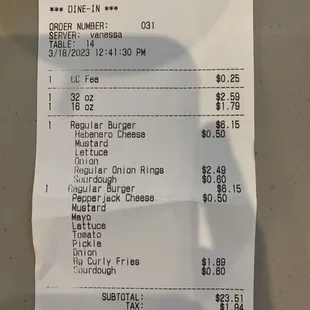 *** DINE-IN ***
ORDER NUMBER: 031
SERVER: vanessa
TABLE: 14
3/18/2023 12:41:30 PM
1 CC Fee $0.25
1 32 oz $2.59
1 16 oz $1.79
1 Regular Burger $6.15
Habanero Cheese $0.50
Mustard
Lettuce
Onion
Regular Onion Rings $2.49
Sourdough $0.60
1 Regular Burger $6.15
Pepperjack Cheese $0.50
Mustard
Mayo
Lettuce
Tomato
Pickle
Onion
Rg Curly Fries $1.89
Sourdough $0.60
SUBTOTAL: $23.51
TAX: $1.94